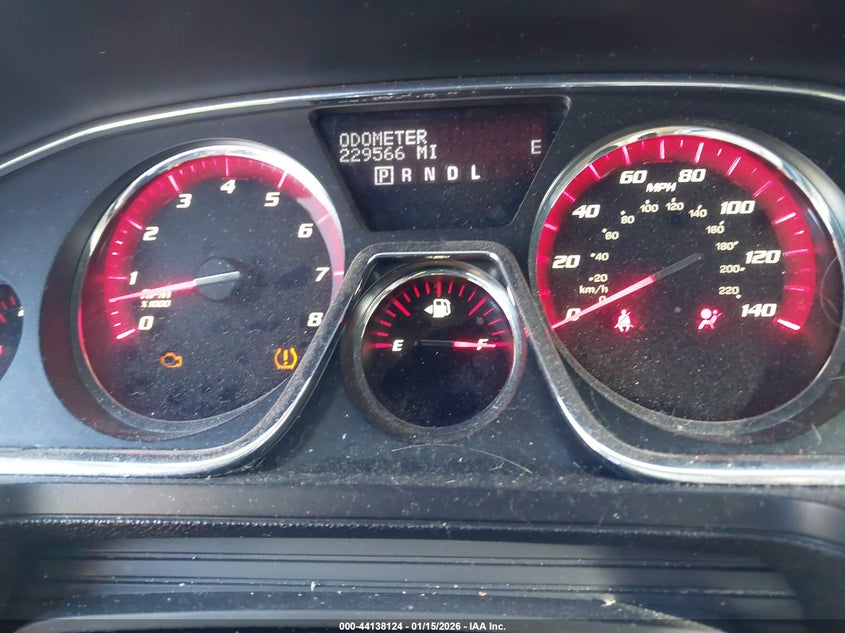 ODOMETER
229566 MI
E
P R N D L
0 1 2 3 4 5 6 7 8
RPM
X1000
E F
0 20 40 60 80 100 120 140
MPH
0 20 40 60 80 100 120 140 160 180 200 220
km/h
000-44138124 - 01/15/2026 - IAA Inc.